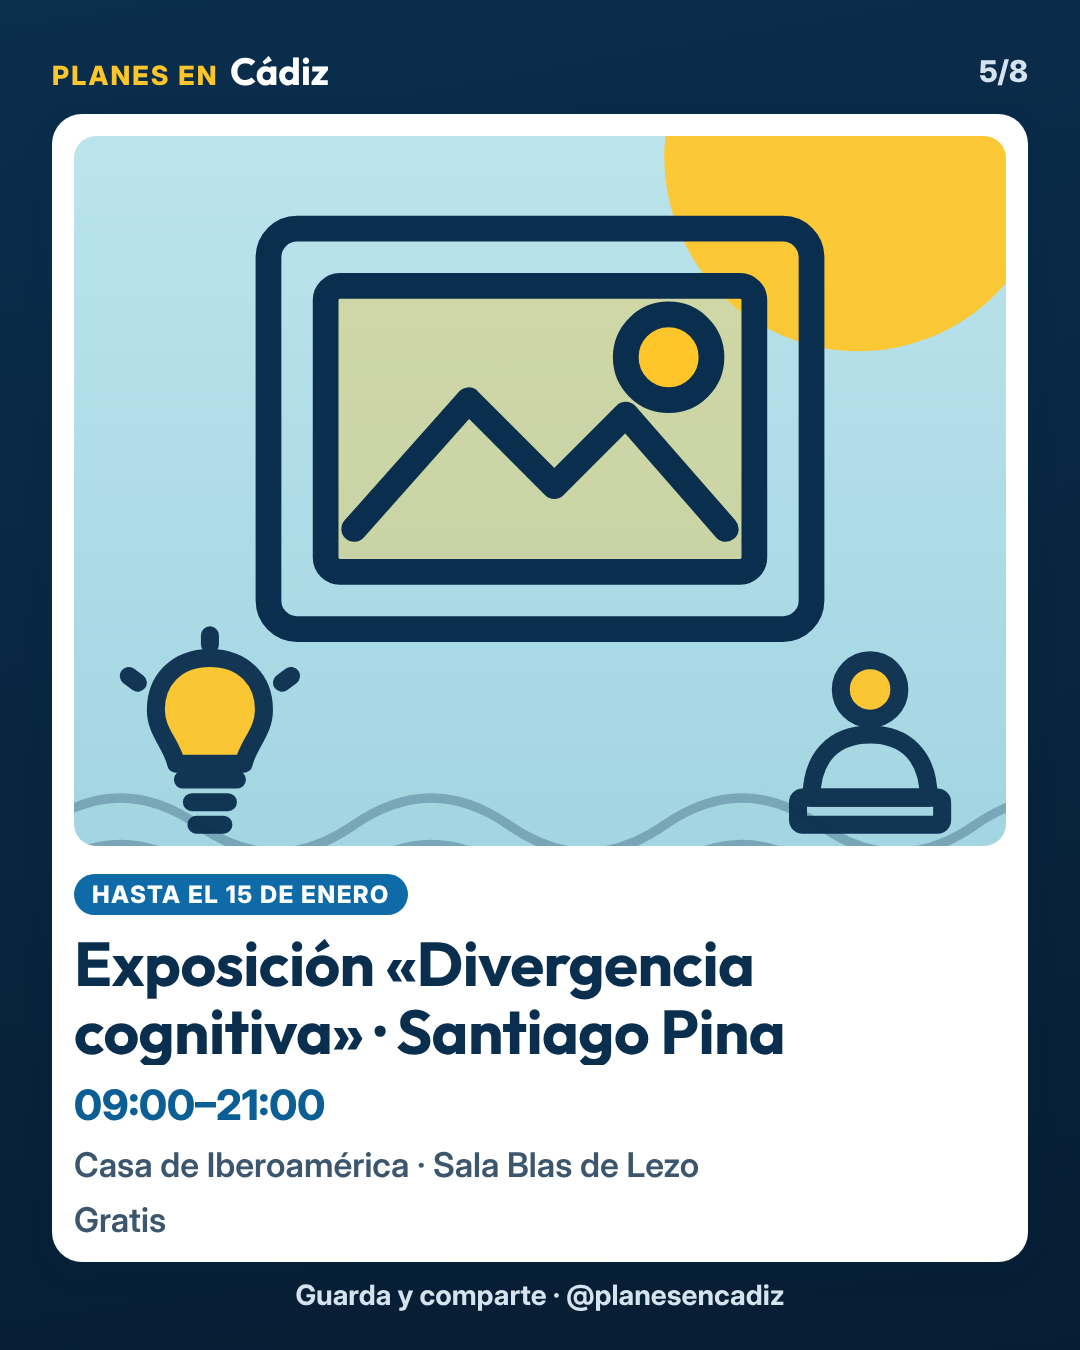 PLANES EN Cádiz
5/8
HASTA EL 15 DE ENERO
Exposición «Divergencia
cognitiva» · Santiago Pina
09:00–21:00
Casa de Iberoamérica · Sala Blas de Lezo
Gratis
Guarda y comparte · @planesencadiz